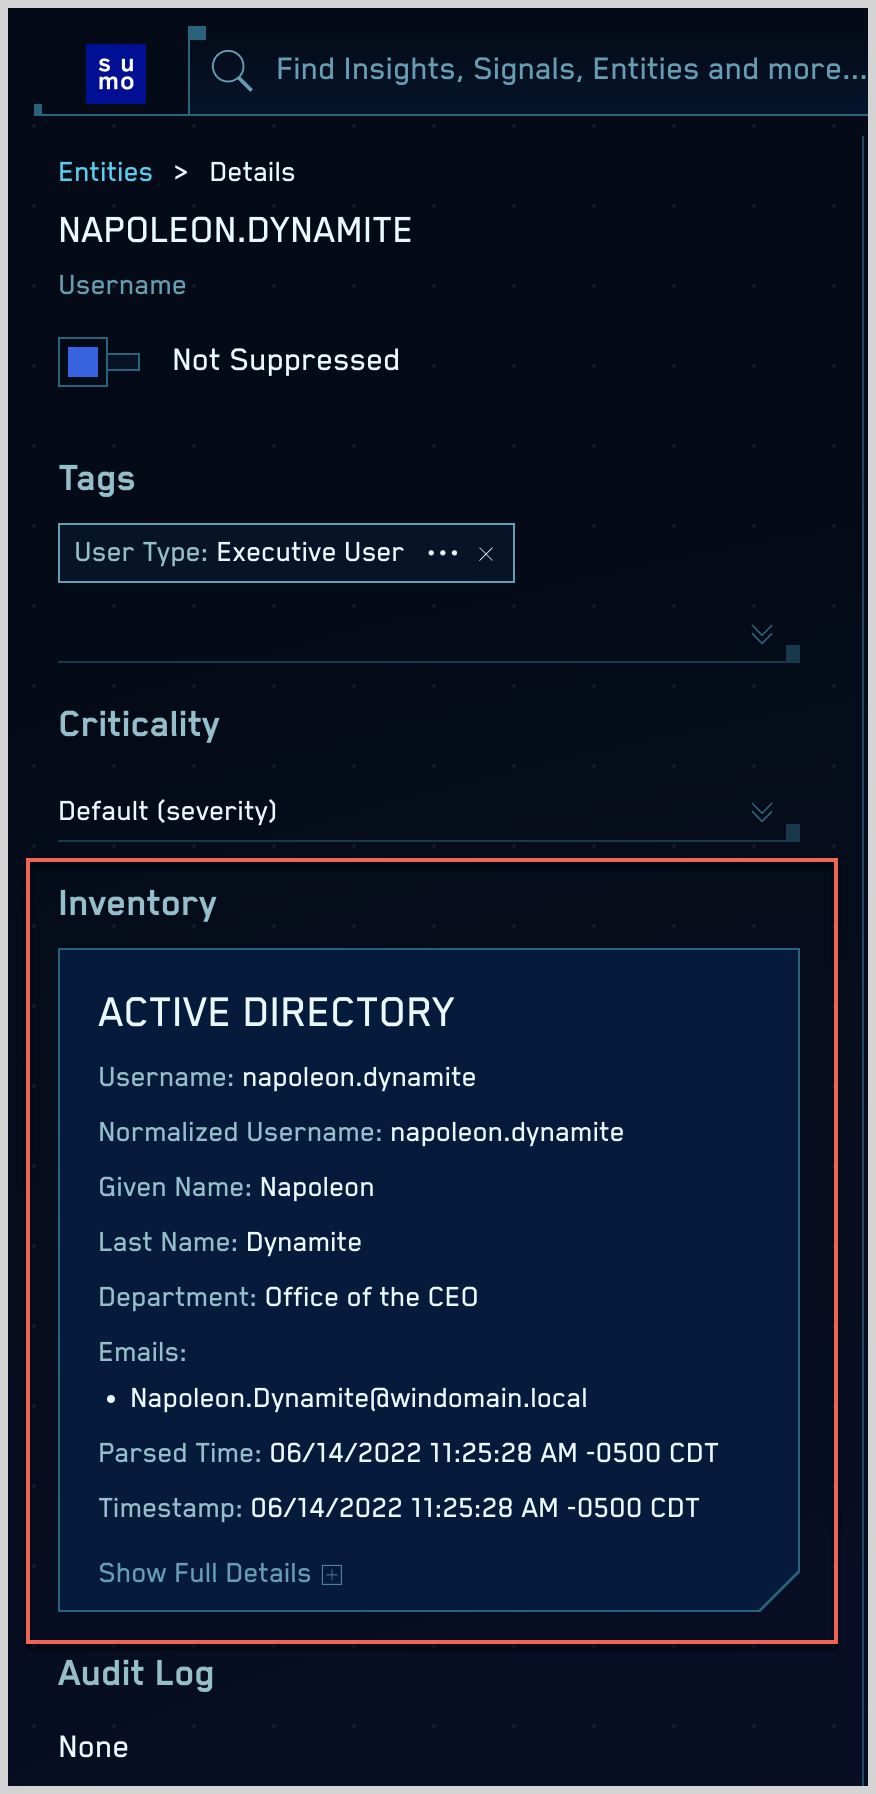 su
mo
Find Insights, Signals, Entities and more...
Entities > Details
NAPOLEON.DYNAMITE
Username
Not Suppressed
Tags
User Type: Executive User ••• ×
Criticality
Default (severity)
Inventory
ACTIVE DIRECTORY
Username: napoleon.dynamite
Normalized Username: napoleon.dynamite
Given Name: Napoleon
Last Name: Dynamite
Department: Office of the CEO
Emails:
• Napoleon.Dynamite@windomain.local
Parsed Time: 06/14/2022 11:25:28 AM -0500 CDT
Timestamp: 06/14/2022 11:25:28 AM -0500 CDT
Show Full Details
Audit Log
None